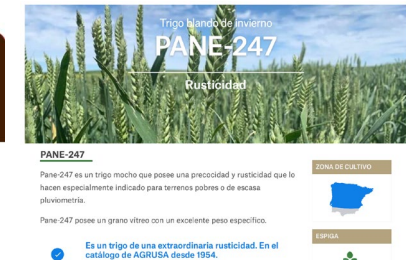 Trigo blando de invierno
PANE-247
Rusticidad
PANE-247
Pane-247 es un trigo mocho que posee una precocidad y rusticidad que lo
hacen especialmente indicado para terrenos pobres o de escasa
pluviometría.
Pane-247 posee un grano vítreo con un excelente peso específico.
Es un trigo de una extraordinaria rusticidad. En el
catálogo de AGRUSA desde 1954.
ZONA DE CULTIVO
ESPIGA